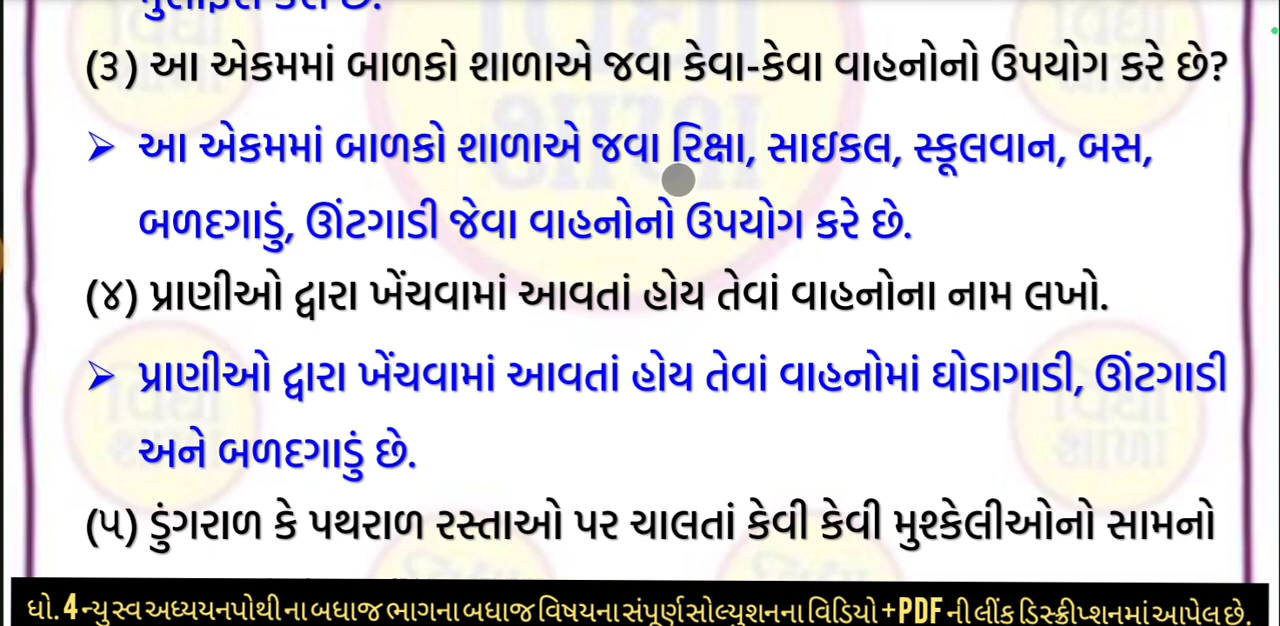 (૩) આ એકમમાં બાળકો શાળાએ જવા કેવા-કેવા વાહનોનો ઉપયોગ કરે છે?
➢ આ એકમમાં બાળકો શાળાએ જવા રિક્ષા, સાઇકલ, સ્કૂલવાન, બસ,
બળદગાડું, ઊંટગાડી જેવા વાહનોનો ઉપયોગ કરે છે.
(૪) પ્રાણીઓ દ્વારા ખેંચવામાં આવતાં હોય તેવાં વાહનોના નામ લખો.
➢ પ્રાણીઓ દ્વારા ખેંચવામાં આવતાં હોય તેવાં વાહનોમાં ઘોડાગાડી, ઊંટગાડી
અને બળદગાડું છે.
(૫) ડુંગરાળ કે પથરાળ રસ્તાઓ પર ચાલતાં કેવી કેવી મુશ્કેલીઓનો સામનો
ધો. 4 ન્યુ સ્વ અધ્યયનપોથી ના બધાજ ભાગના બધાજ વિષયના સંપૂર્ણ સોલ્યુશનના વિડિયો + PDF ની લીંક ડિસ્ક્રીપ્શનમાં આપેલ છે.